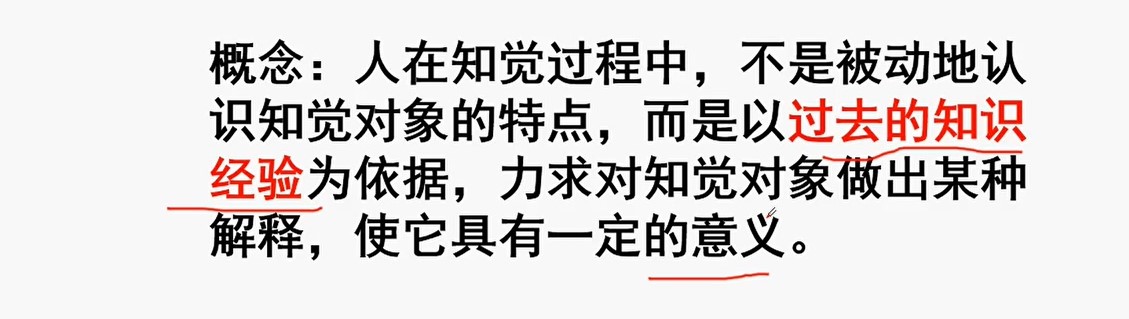 概念：人在知觉过程中，不是被动地认
识知觉对象的特点，而是以过去的知识
经验为依据，力求对知觉对象做出某种
解释，使它具有一定的意义。